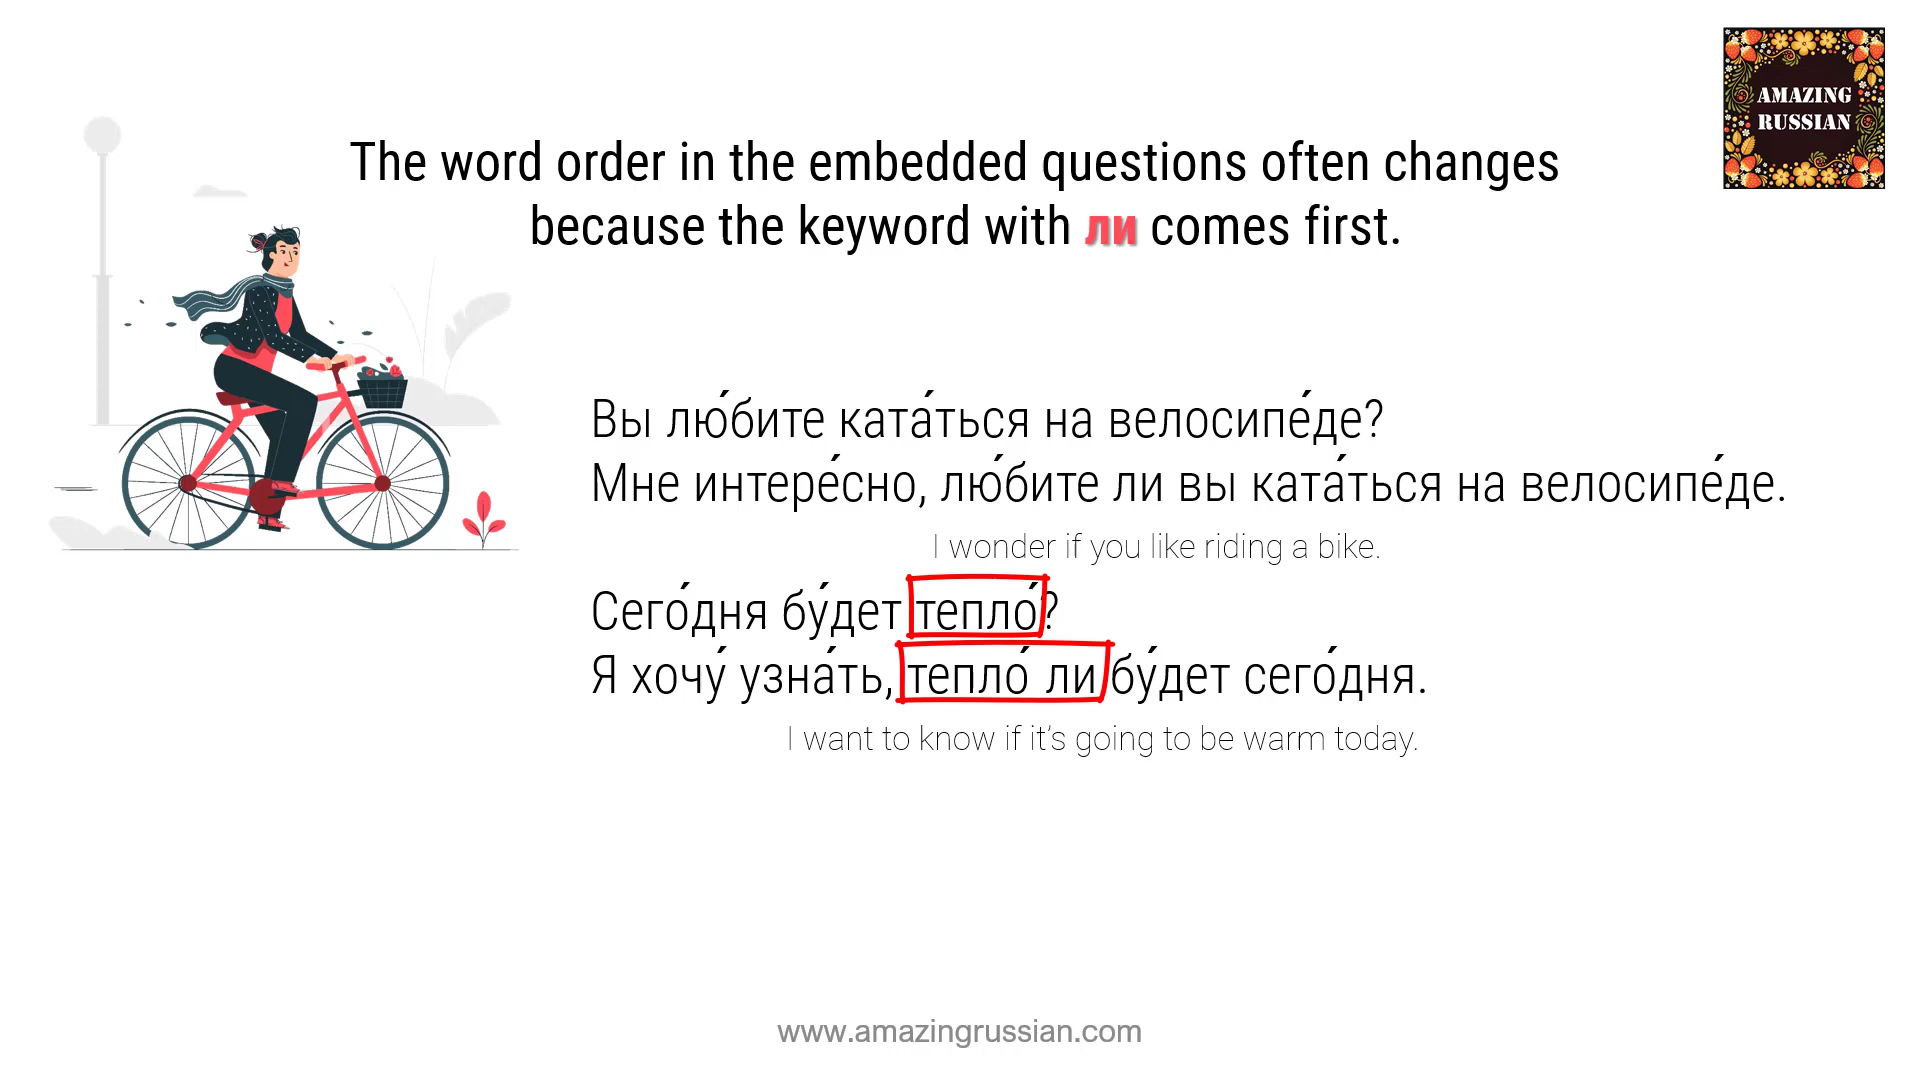 AMAZING
RUSSIAN
The word order in the embedded questions often changes
because the keyword with ли comes first.
Вы лю́бите ката́ться на велосипе́де?
Мне интере́сно, лю́бите ли вы ката́ться на велосипе́де.
I wonder if you like riding a bike.
Сего́дня бу́дет тепло́?
Я хочу́ узна́ть, тепло́ ли бу́дет сего́дня.
I want to know if it’s going to be warm today.
www.amazingrussian.com